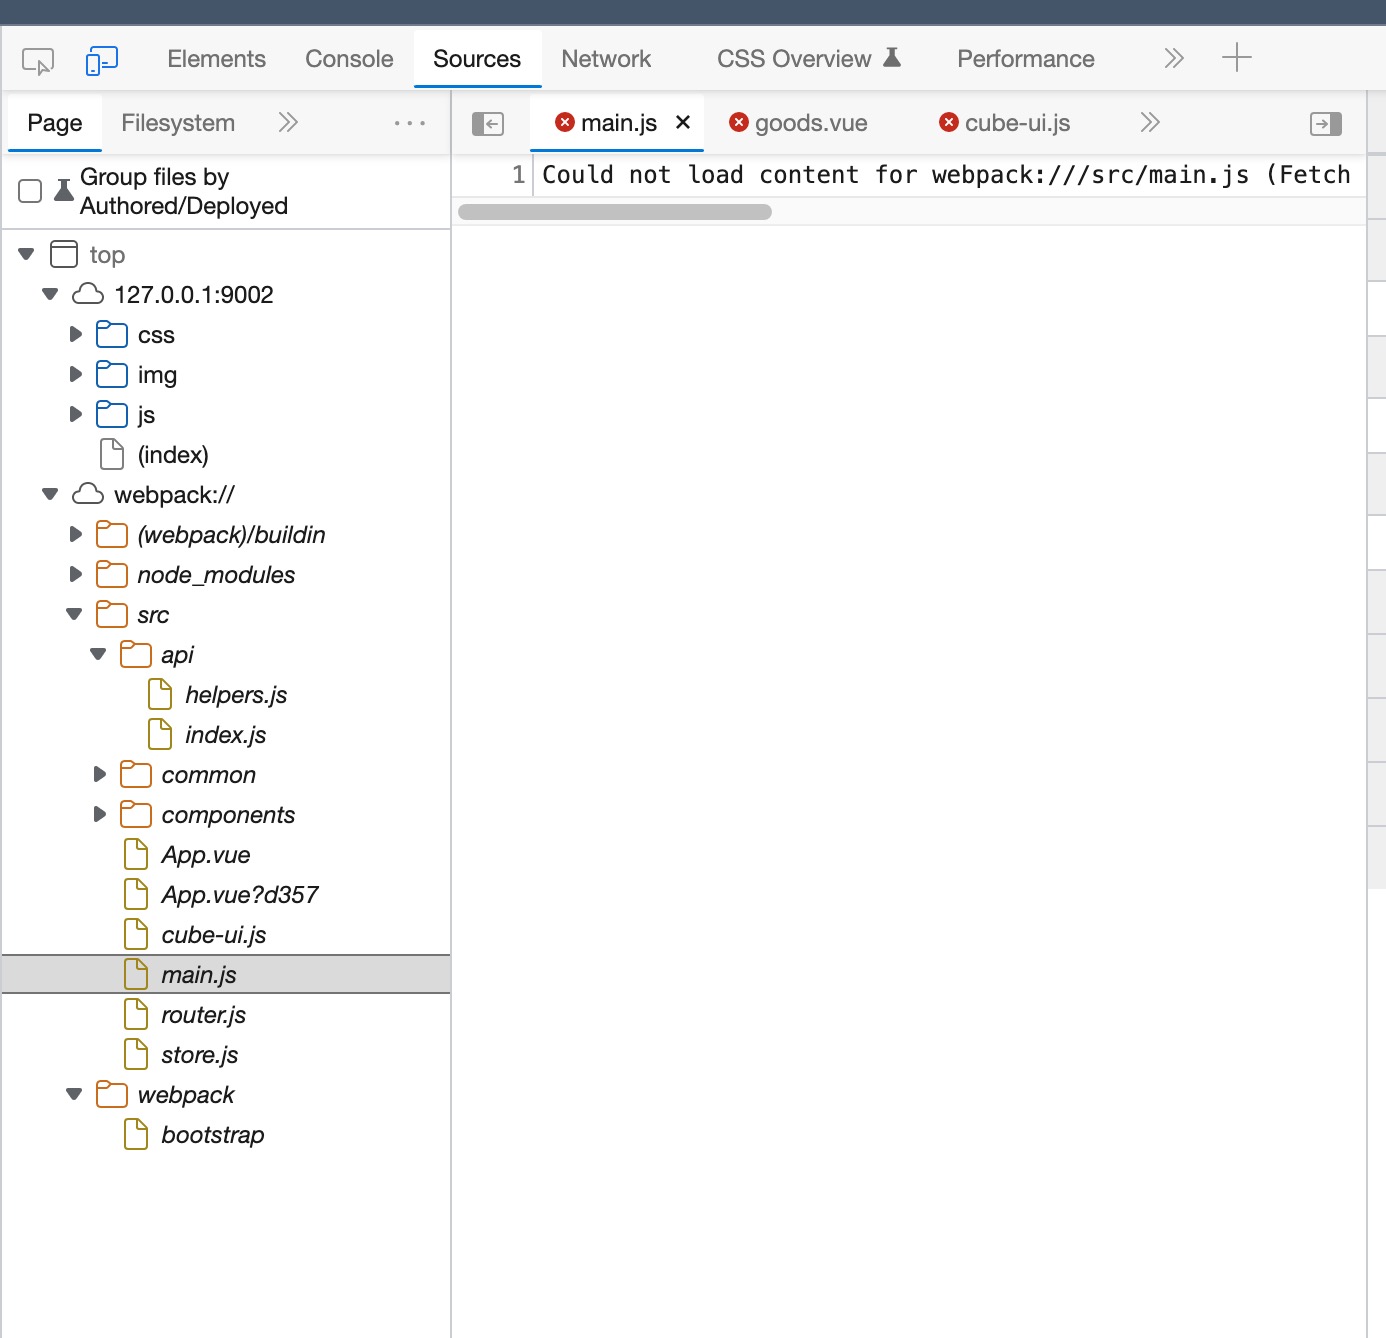 Elements Console Sources Network CSS Overview Performance
Page Filesystem
main.js goods.vue cube-ui.js
Group files by
Authored/Deployed
1 Could not load content for webpack:///src/main.js (Fetch
top
127.0.0.1:9002
css
img
js
(index)
webpack://
(webpack)/buildin
node_modules
src
api
helpers.js
index.js
common
components
App.vue
App.vue?d357
cube-ui.js
main.js
router.js
store.js
webpack
bootstrap